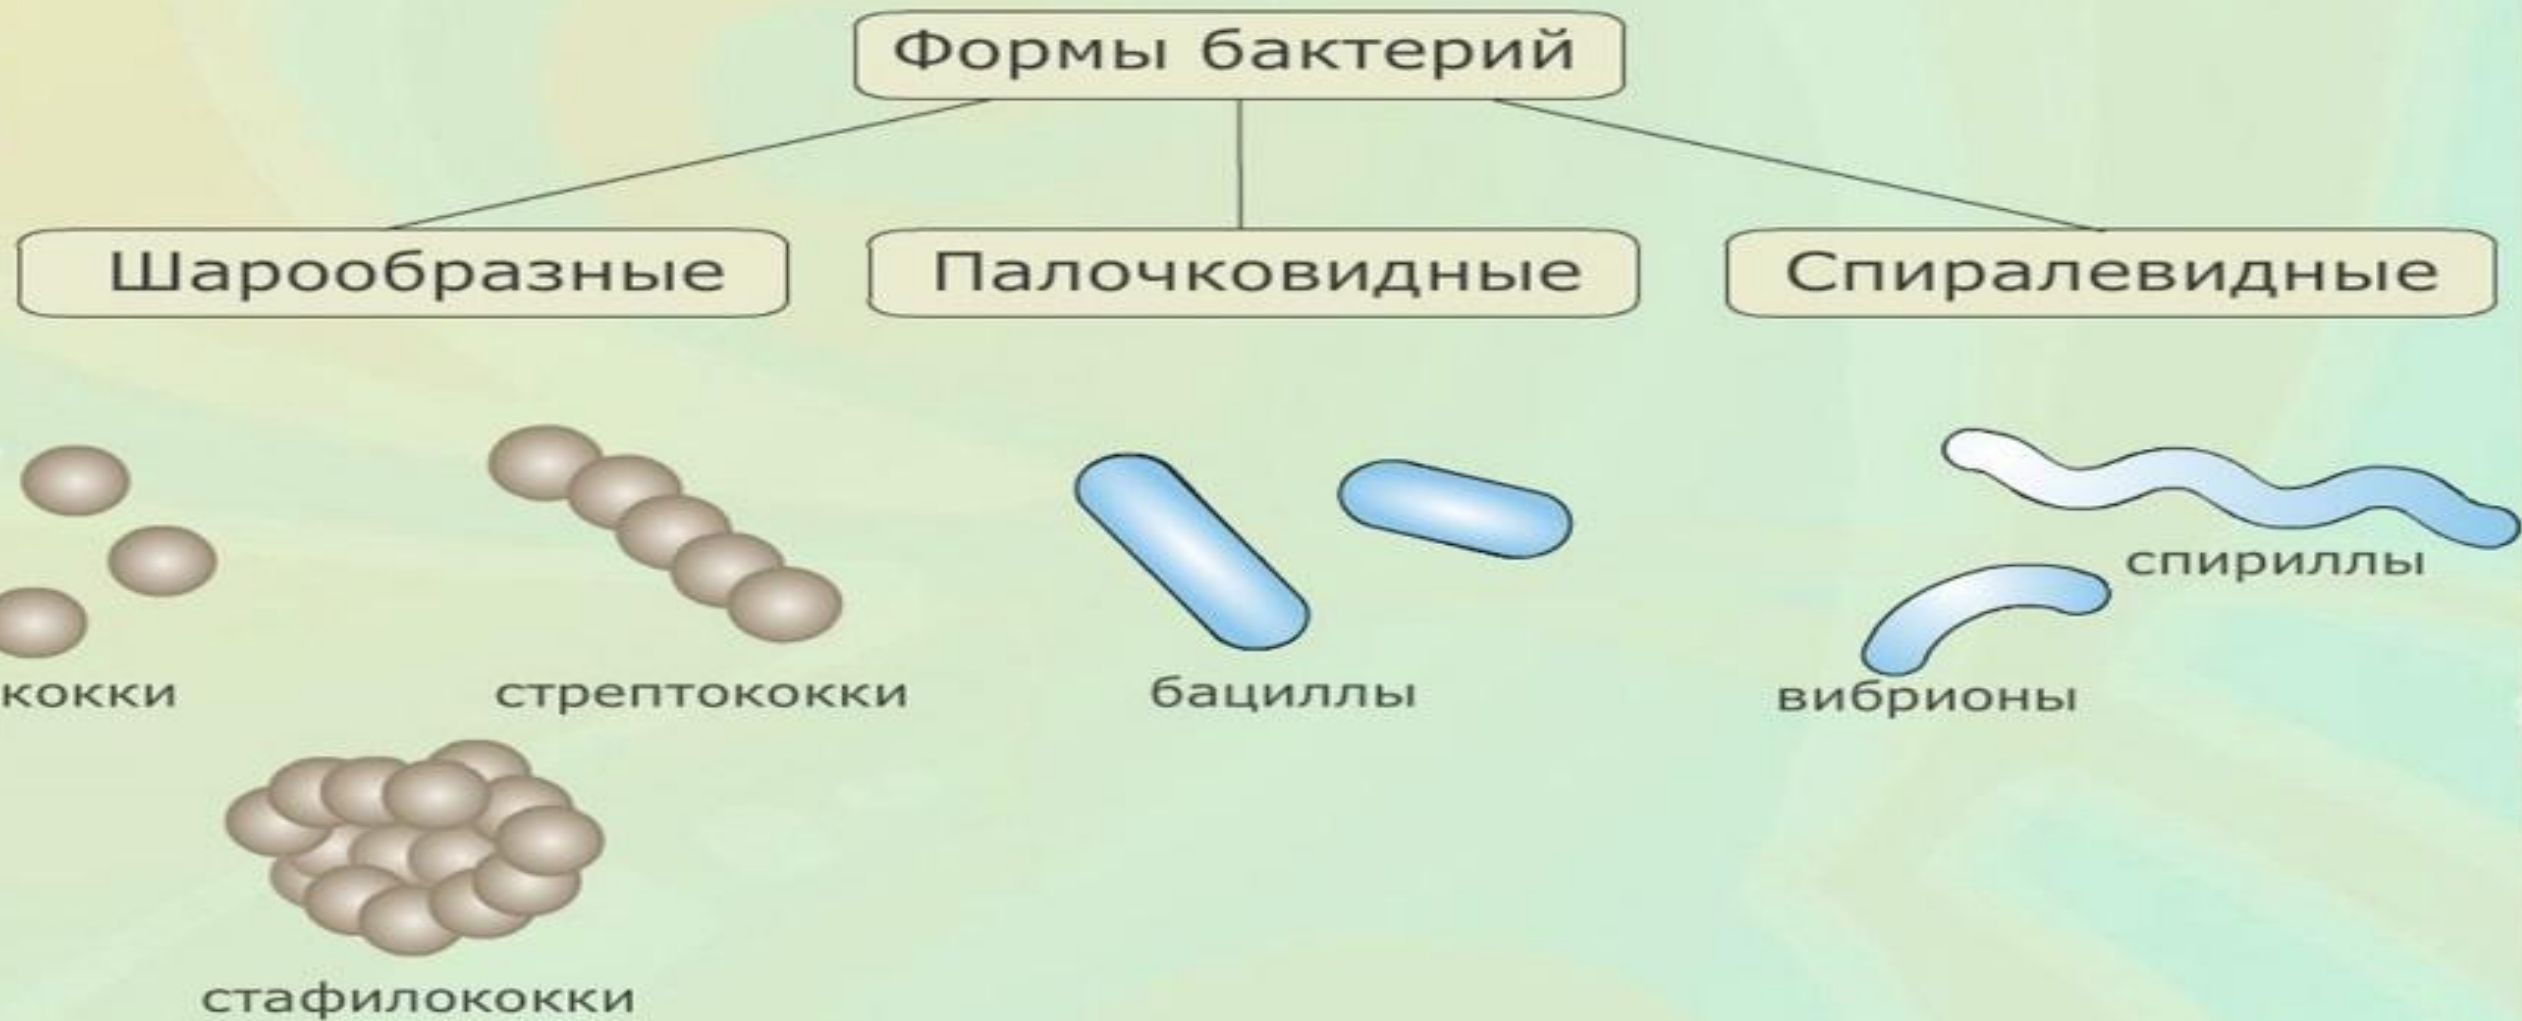 Формы бактерий
Шарообразные
Палочковидные
Спиралевидные
спириллы
кокки
стрептококки
бациллы
вибрионы
стафилококки